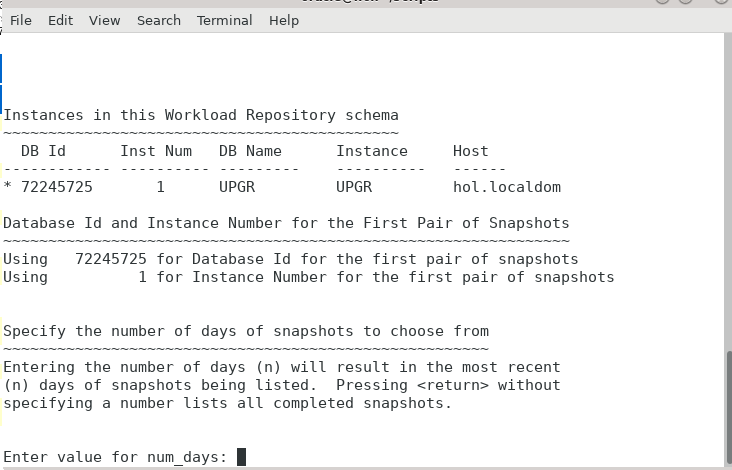 File Edit View Search Terminal Help
Instances in this Workload Repository schema
~~~~~~~~~~~~~~~~~~~~~~~~~~~~~~~~~~~~~~~~~~~~
  DB Id      Inst Num   DB Name      Instance     Host
------------ ---------- ---------    ----------   ------
* 72245725       1      UPGR         UPGR         hol.localdom
Database Id and Instance Number for the First Pair of Snapshots
~~~~~~~~~~~~~~~~~~~~~~~~~~~~~~~~~~~~~~~~~~~~~~~~~~~~~~~~~~~~~~~
Using   72245725 for Database Id for the first pair of snapshots
Using          1 for Instance Number for the first pair of snapshots
Specify the number of days of snapshots to choose from
~~~~~~~~~~~~~~~~~~~~~~~~~~~~~~~~~~~~~~~~~~~~~~~~~~~~~~
Entering the number of days (n) will result in the most recent
(n) days of snapshots being listed.  Pressing <return> without
specifying a number lists all completed snapshots.
Enter value for num_days: